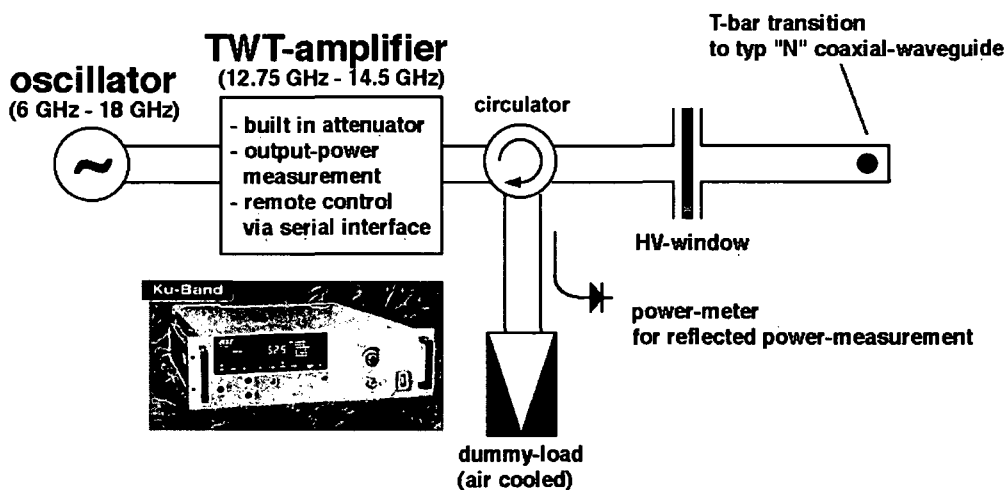 T-bar transition
to typ "N" coaxial-waveguide
TWT-amplifier
(12.75 GHz - 14.5 GHz)
oscillator
(6 GHz - 18 GHz)
circulator
- built in attenuator
- output-power
measurement
- remote control
via serial interface
~
HV-window
Ku-Band
525
power-meter
for reflected power-measurement
dummy-load
(air cooled)